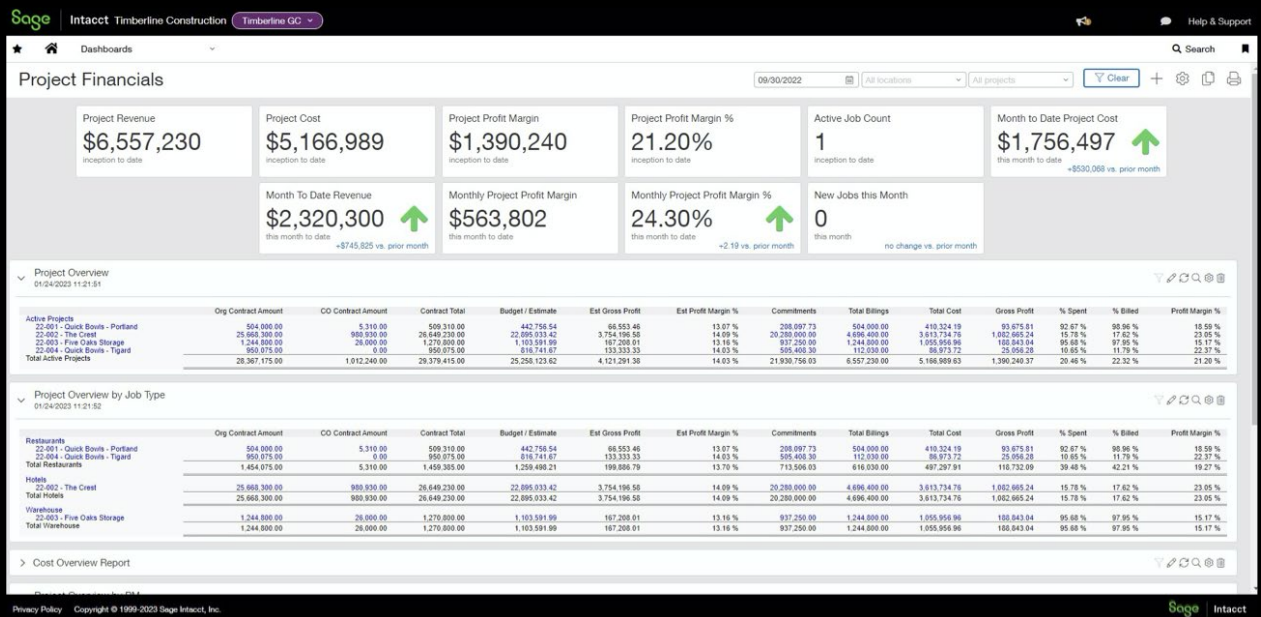 Sage Intacct Timberline Construction Timberline GC Help & Support
Dashboards Search
Project Financials 09/30/2022 All locations All projects Clear
Project Revenue
$6,557,230
inception to date
Project Cost
$5,166,989
inception to date
Project Profit Margin
$1,390,240
inception to date
Project Profit Margin %
21.20%
inception to date
Active Job Count
1
inception to date
Month to Date Project Cost
$1,756,497
this month to date
+$530,068 vs. prior month
Month To Date Revenue
$2,320,300
this month to date
+$745,825 vs. prior month
Monthly Project Profit Margin
$563,802
this month to date
Monthly Project Profit Margin %
24.30%
this month to date
+2.19 vs. prior month
New Jobs this Month
0
this month
no change vs. prior month
Project Overview
01/24/2023 11:21:51
Org Contract Amount CO Contract Amount Contract Total Budget / Estimate Est Gross Profit Est Profit Margin % Commitments Total Billings Total Cost Gross Profit % Spent % Billed Profit Margin %
Active Projects
22-001 - Quick Bowls - Portland 504,000.00 5,310.00 509,310.00 442,756.54 66,553.46 13.07 % 208,097.73 504,000.00 410,324.19 93,675.81 92.67 % 98.96 % 18.59 %
22-002 - The Crest 25,668,300.00 980,930.00 26,649,230.00 22,895,033.42 3,754,196.58 14.09 % 20,280,000.00 4,696,400.00 3,613,734.76 1,082,665.24 15.78 % 17.62 % 23.05 %
22-003 - Five Oaks Storage 1,244,800.00 26,000.00 1,270,800.00 1,103,591.99 167,208.01 13.16 % 937,250.00 1,244,800.00 1,055,956.96 188,843.04 95.68 % 97.95 % 15.17 %
22-004 - Quick Bowls - Tigard 950,075.00 0.00 950,075.00 816,741.67 133,333.33 14.03 % 505,408.30 112,030.00 86,973.72 25,056.28 10.65 % 11.79 % 22.37 %
Total Active Projects 28,367,175.00 1,012,240.00 29,379,415.00 25,258,123.62 4,121,291.38 14.03 % 21,930,756.03 6,557,230.00 5,166,989.63 1,390,240.37 20.46 % 22.32 % 21.20 %
Project Overview by Job Type
01/24/2023 11:21:52
Org Contract Amount CO Contract Amount Contract Total Budget / Estimate Est Gross Profit Est Profit Margin % Commitments Total Billings Total Cost Gross Profit % Spent % Billed Profit Margin %
Restaurants
22-001 - Quick Bowls - Portland 504,000.00 5,310.00 509,310.00 442,756.54 66,553.46 13.07 % 208,097.73 504,000.00 410,324.19 93,675.81 92.67 % 98.96 % 18.59 %
22-004 - Quick Bowls - Tigard 950,075.00 0.00 950,075.00 816,741.67 133,333.33 14.03 % 505,408.30 112,030.00 86,973.72 25,056.28 10.65 % 11.79 % 22.37 %
Total Restaurants 1,454,075.00 5,310.00 1,459,385.00 1,259,498.21 199,886.79 13.70 % 713,506.03 616,030.00 497,297.91 118,732.09 39.48 % 42.21 % 19.27 %
Hotels
22-002 - The Crest 25,668,300.00 980,930.00 26,649,230.00 22,895,033.42 3,754,196.58 14.09 % 20,280,000.00 4,696,400.00 3,613,734.76 1,082,665.24 15.78 % 17.62 % 23.05 %
Total Hotels 25,668,300.00 980,930.00 26,649,230.00 22,895,033.42 3,754,196.58 14.09 % 20,280,000.00 4,696,400.00 3,613,734.76 1,082,665.24 15.78 % 17.62 % 23.05 %
Warehouse
22-003 - Five Oaks Storage 1,244,800.00 26,000.00 1,270,800.00 1,103,591.99 167,208.01 13.16 % 937,250.00 1,244,800.00 1,055,956.96 188,843.04 95.68 % 97.95 % 15.17 %
Total Warehouse 1,244,800.00 26,000.00 1,270,800.00 1,103,591.99 167,208.01 13.16 % 937,250.00 1,244,800.00 1,055,956.96 188,843.04 95.68 % 97.95 % 15.17 %
Cost Overview Report
Project Overview by PM
Privacy Policy Copyright © 1999-2023 Sage Intacct, Inc. Sage Intacct